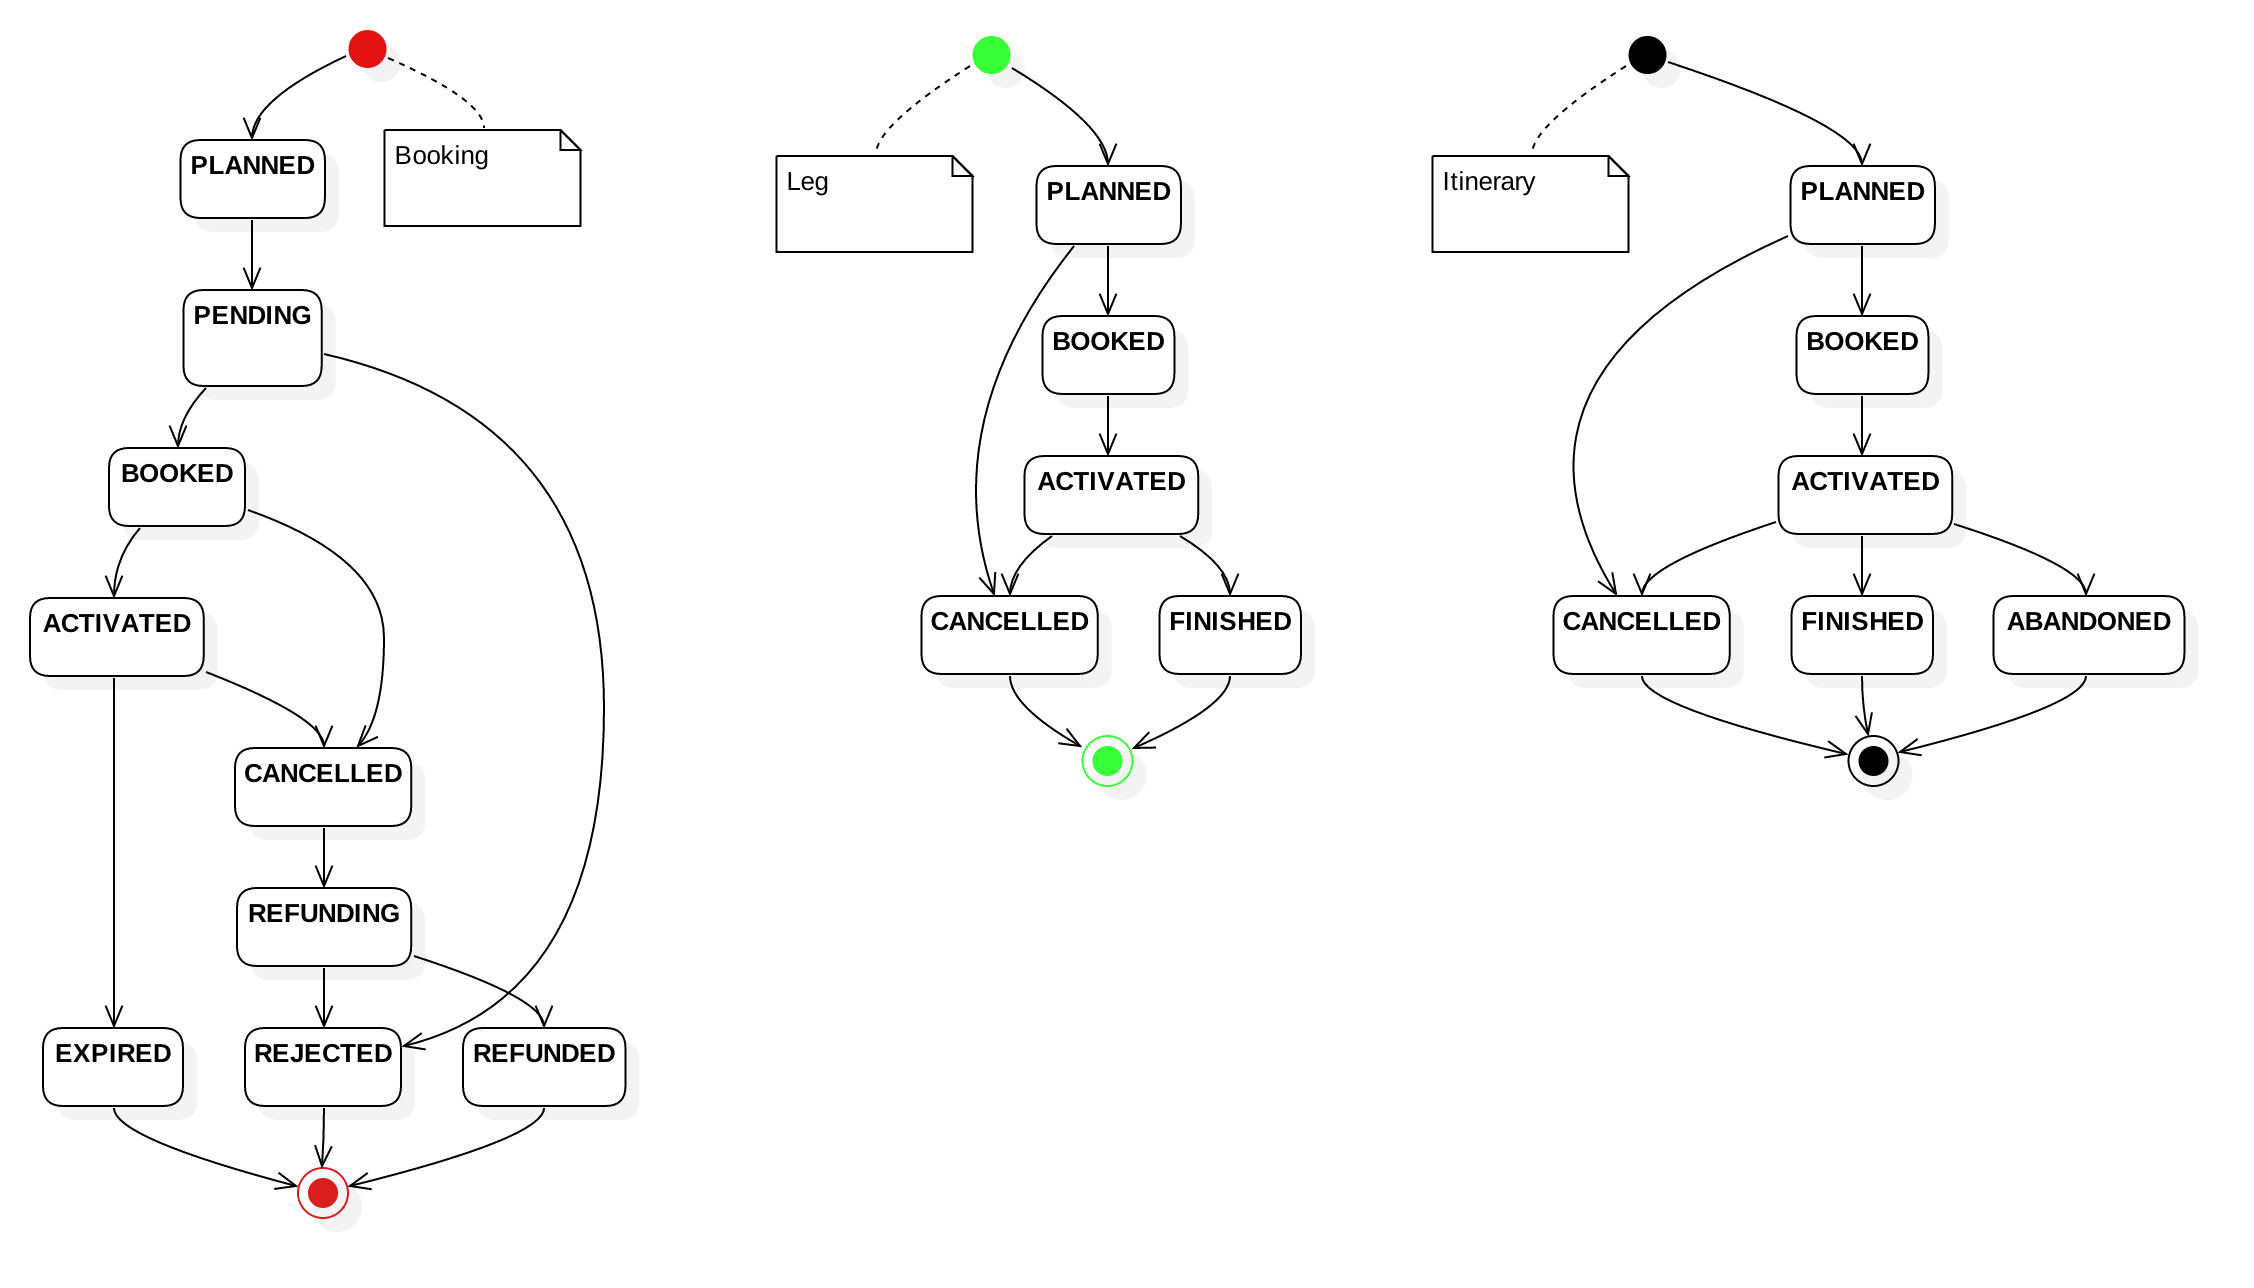 Booking
PLANNED
PENDING
BOOKED
ACTIVATED
CANCELLED
REFUNDING
EXPIRED
REJECTED
REFUNDED
Leg
PLANNED
BOOKED
ACTIVATED
CANCELLED
FINISHED
Itinerary
PLANNED
BOOKED
ACTIVATED
CANCELLED
FINISHED
ABANDONED